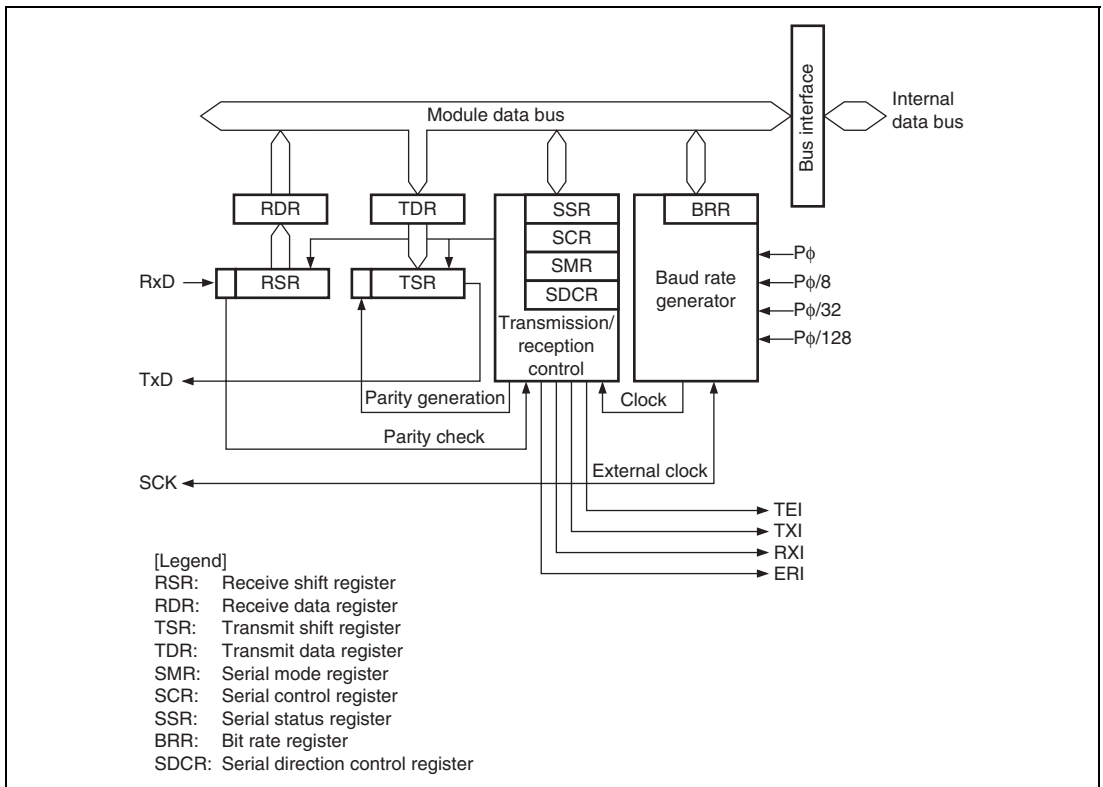 Bus interface
Internal
data bus
Module data bus
RDR
TDR
SSR
BRR
SCR
RxD
RSR
TSR
SMR
SDCR
Baud rate
generator
Pϕ
Pϕ/8
Pϕ/32
Pϕ/128
Transmission/
reception
control
TxD
Parity generation
Clock
Parity check
SCK
External clock
TEI
TXI
RXI
ERI
[Legend]
RSR: Receive shift register
RDR: Receive data register
TSR: Transmit shift register
TDR: Transmit data register
SMR: Serial mode register
SCR: Serial control register
SSR: Serial status register
BRR: Bit rate register
SDCR: Serial direction control register